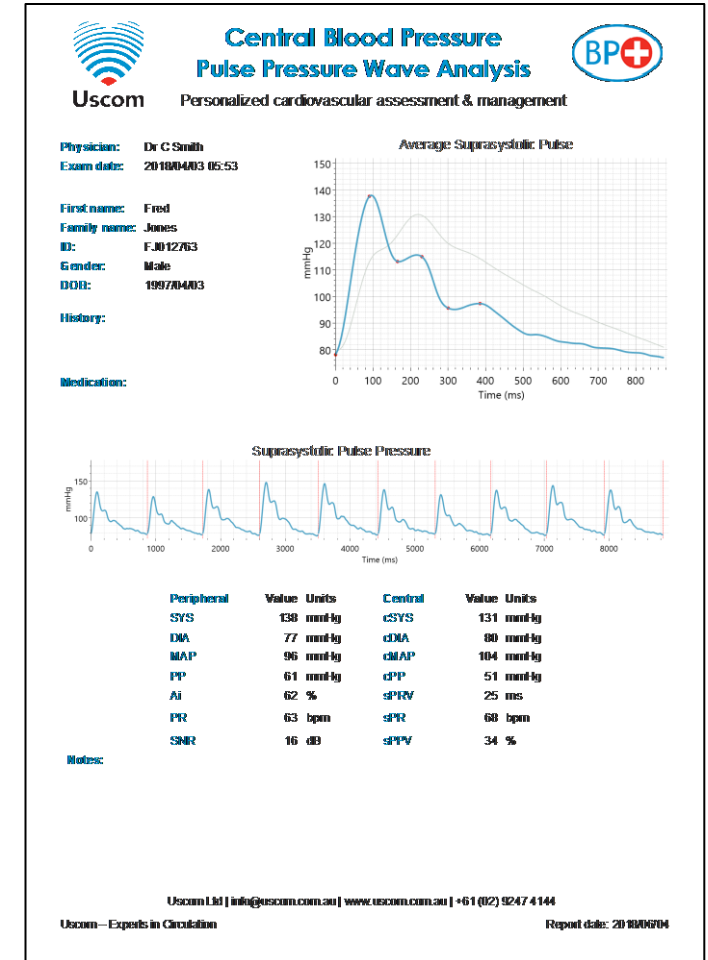 Central Blood Pressure
Pulse Pressure Wave Analysis
Uscom
BP+
Personalized cardiovascular assessment & management
Physician: Dr C Smith
Exam date: 2018/04/03 05:53
First name: Fred
Family name: Jones
ID: FJ012763
Gender: Male
DOB: 1997/04/03
History:
Medication:
Average Suprasystolic Pulse
150
140
130
120
110
100
90
80
mmHg
0 100 200 300 400 500 600 700 800
Time (ms)
Suprasystolic Pulse Pressure
150
100
mmHg
0 1000 2000 3000 4000 5000 6000 7000 8000
Time (ms)
Peripheral Value Units Central Value Units
SYS 138 mmHg cSYS 131 mmHg
DIA 77 mmHg cDIA 80 mmHg
MAP 96 mmHg cMAP 104 mmHg
PP 61 mmHg cPP 51 mmHg
Ai 62 % sPRV 25 ms
PR 63 bpm sPR 68 bpm
SNR 16 dB sPPV 34 %
Notes:
Uscom Ltd | info@uscom.com.au | www.uscom.com.au | +61 (02) 9247 4144
Uscom—Experts in Circulation Report date: 2018/06/04